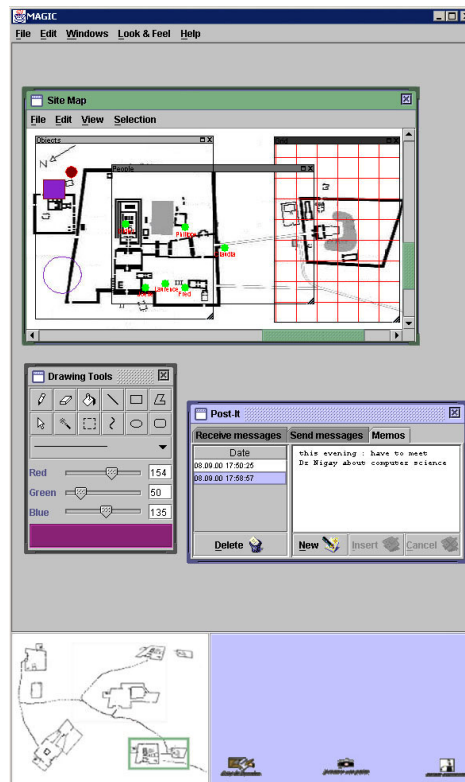 MAGIC
File Edit Windows Look & Feel Help
Site Map
File Edit View Selection
Objects
People
N
Philippe
Laurence
Fred
E
Drawing Tools
Red 154
Green 50
Blue 135
Post-It
Receive messages Send messages Memos
Date
08.09.00 17:50:25
08.09.00 17:58:57
this evening : have to meet
Dr Nigay about computer science
Delete New Insert Cancel